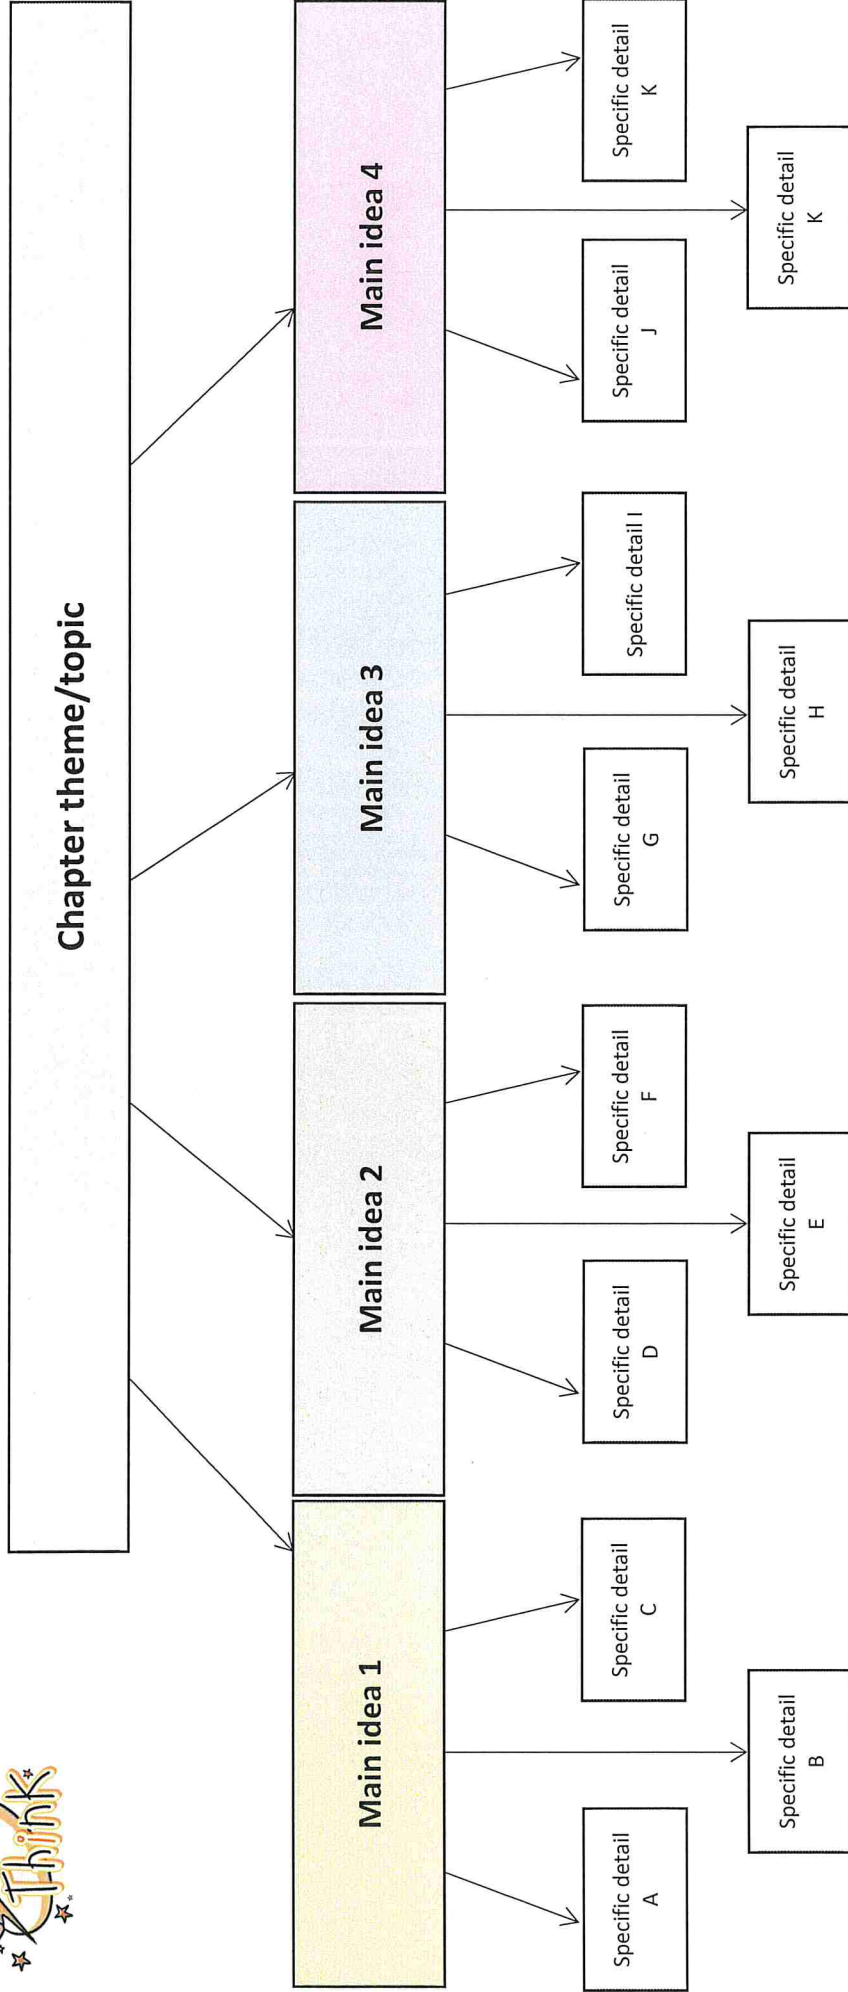 Think
Chapter theme/topic
Main idea 1
Main idea 2
Main idea 3
Main idea 4
Specific detail
A
Specific detail
C
Specific detail
D
Specific detail
F
Specific detail
G
Specific detail I
Specific detail
J
Specific detail
K
Specific detail
B
Specific detail
E
Specific detail
H
Specific detail
K